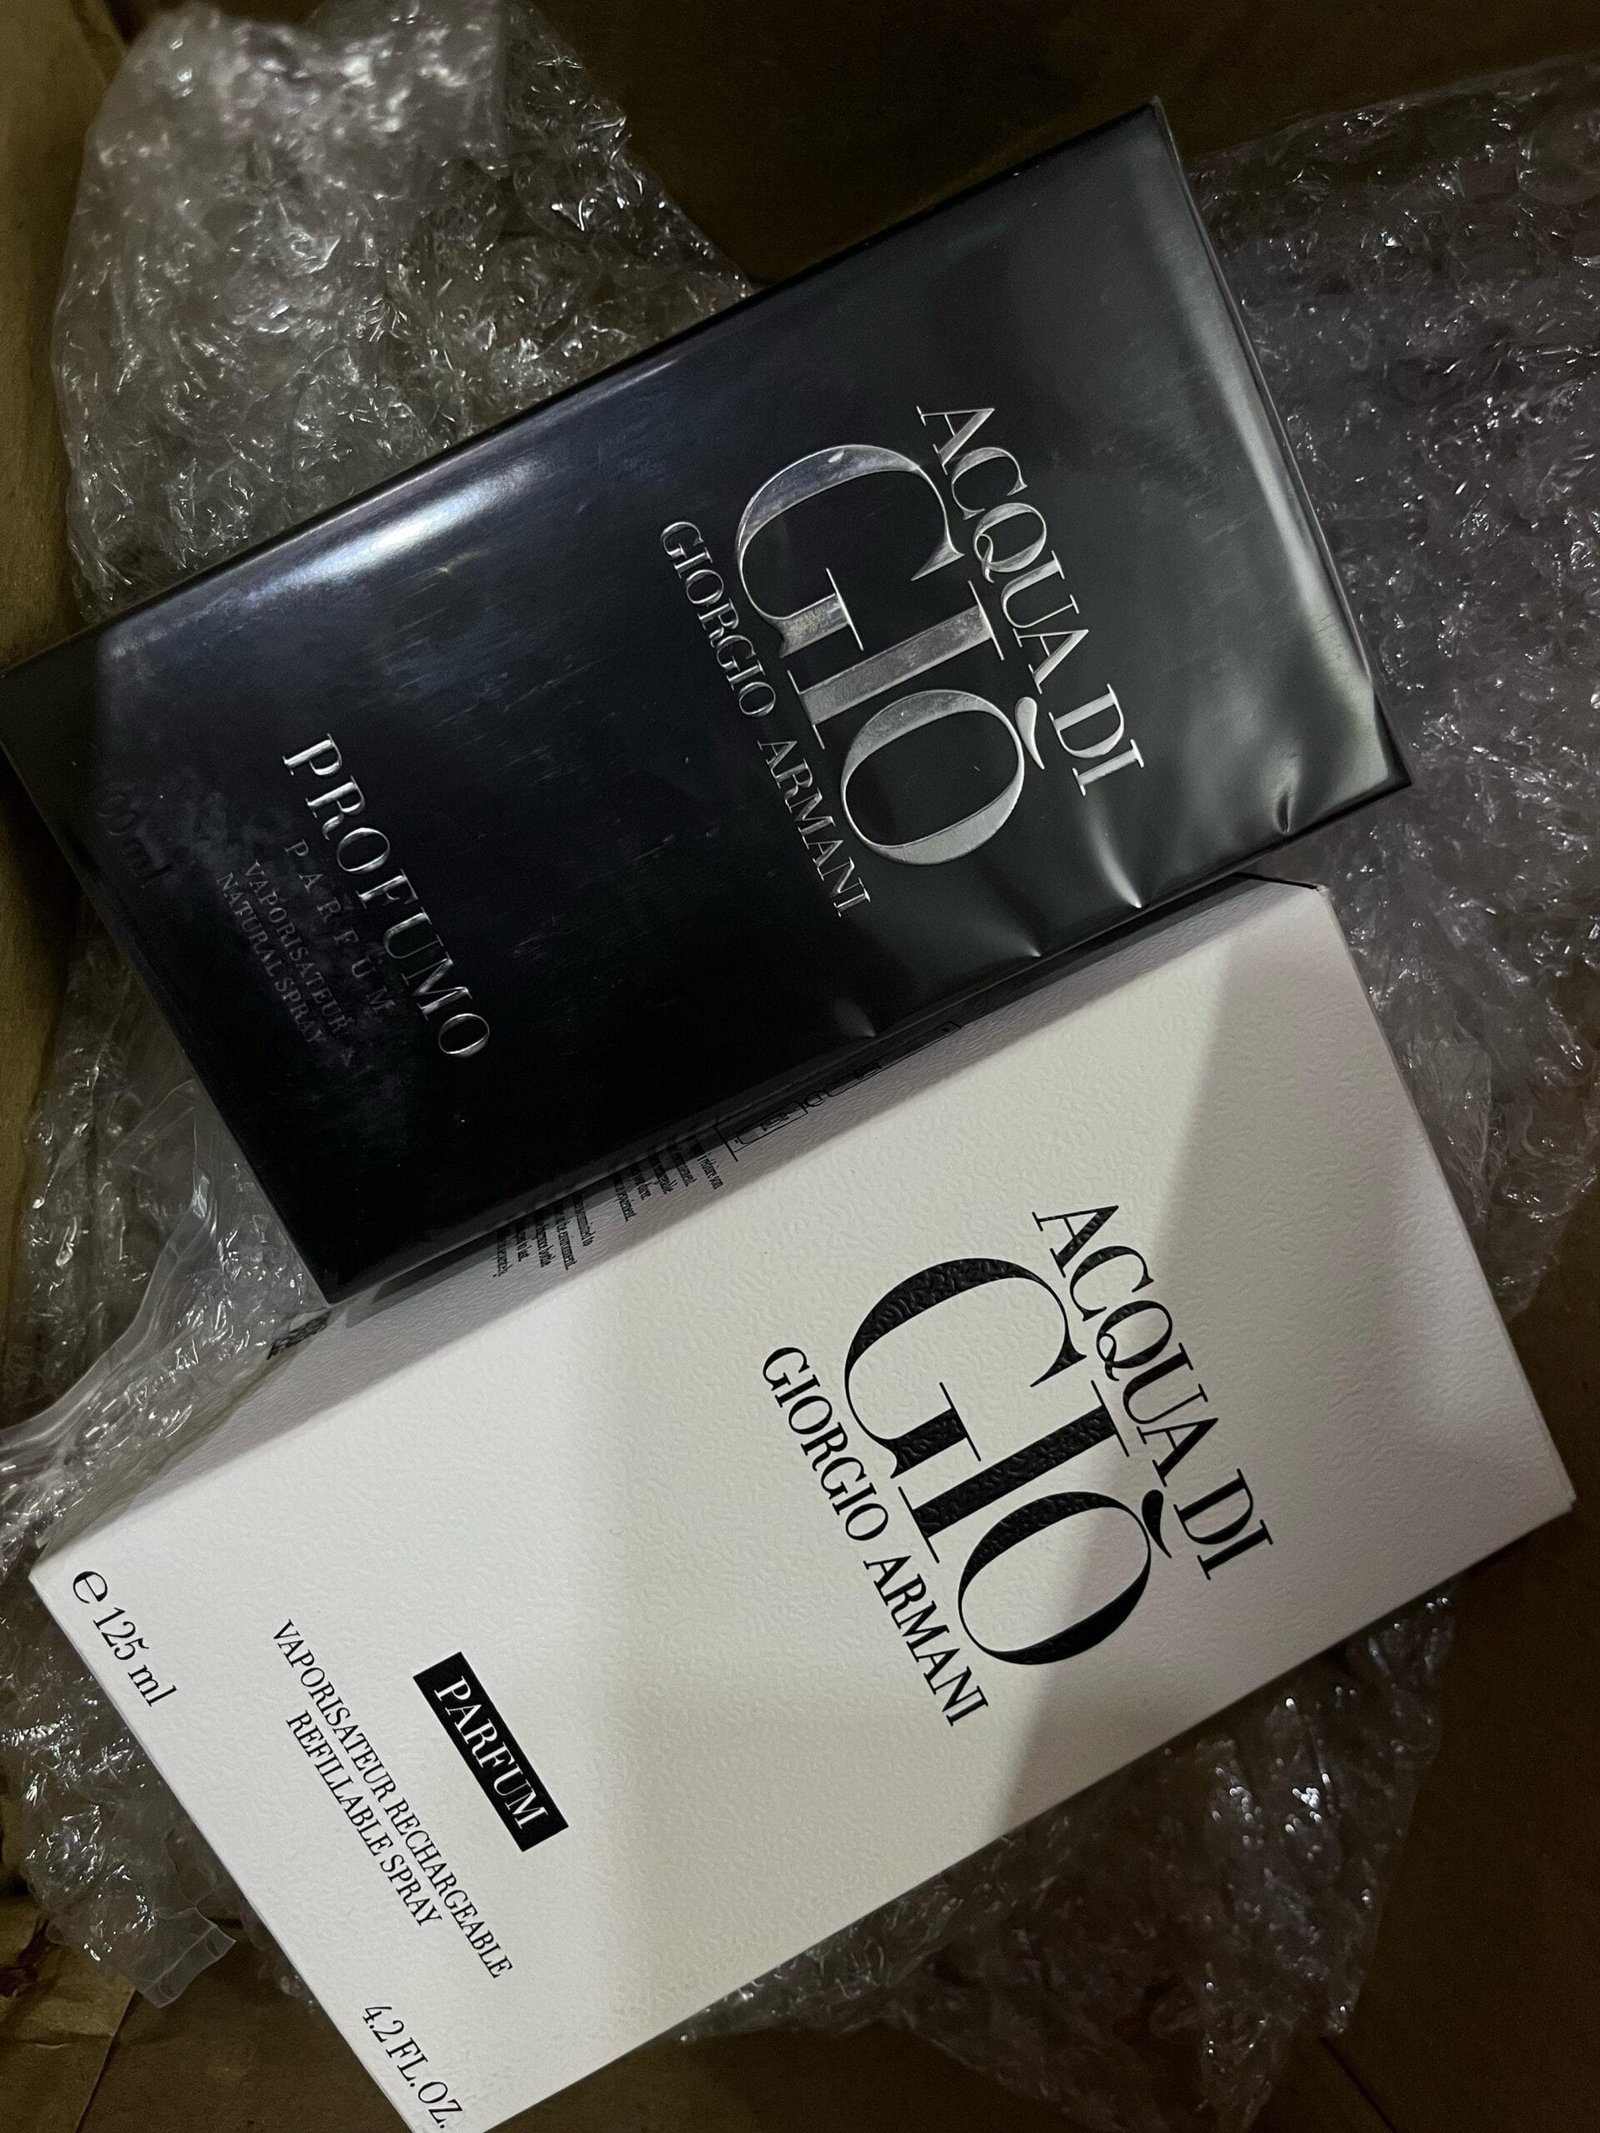 ACQUA DI
GIÒ
GIORGIO ARMANI
PROFUMO
PARFUM
VAPORISATEUR
NATURAL SPRAY
ACQUA DI
GIÒ
GIORGIO ARMANI
PARFUM
VAPORISATEUR RECHARGEABLE
REFILLABLE SPRAY
e 125 ml
4.2 FL. OZ.